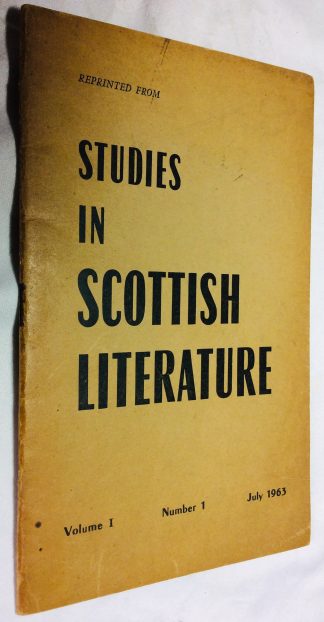 REPRINTED FROM
STUDIES
IN
SCOTTISH
LITERATURE
Volume I Number 1 July 1963